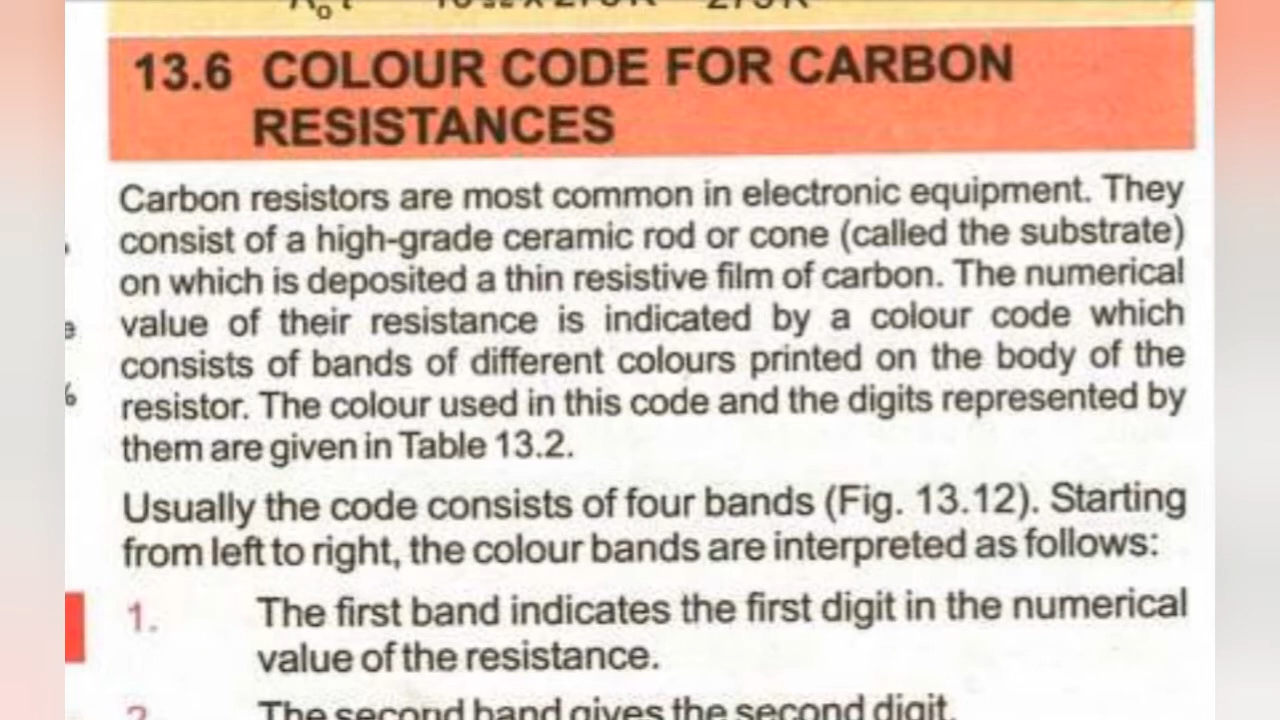 13.6 COLOUR CODE FOR CARBON
RESISTANCES
Carbon resistors are most common in electronic equipment. They
consist of a high-grade ceramic rod or cone (called the substrate)
on which is deposited a thin resistive film of carbon. The numerical
value of their resistance is indicated by a colour code which
consists of bands of different colours printed on the body of the
resistor. The colour used in this code and the digits represented by
them are given in Table 13.2.
Usually the code consists of four bands (Fig. 13.12). Starting
from left to right, the colour bands are interpreted as follows:
1. The first band indicates the first digit in the numerical
value of the resistance.
2. The second band gives the second digit.